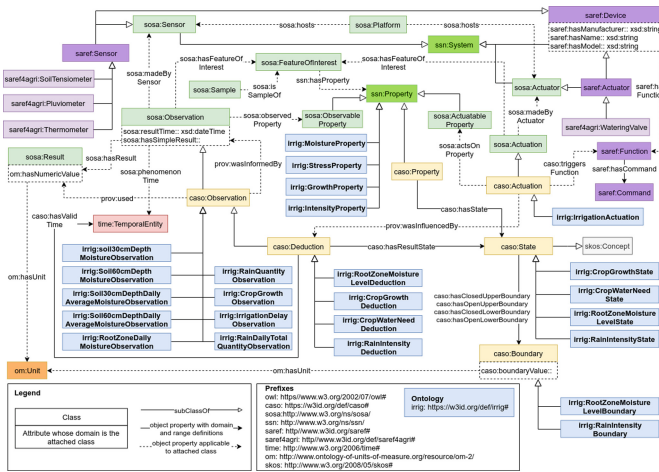 sosa:Sensor
sosa:hosts
sosa:Platform
sosa:hosts
saref:Device
saref:hasManufacturer:: xsd:string
saref:hasName:: xsd:string
saref:hasModel:: xsd:string
saref:Sensor
ssn:System
saref4agri:SoilTensiometer
saref4agri:Pluviometer
saref4agri:Thermometer
sosa:madeBy
Sensor
sosa:hasFeatureOf
Interest
sosa:FeatureOfInterest
sosa:hasFeatureOf
Interest
sosa:Sample
sosa:is
SampleOf
ssn:hasProperty
ssn:Property
sosa:Actuator
saref:Actuator
saref4agri:WateringValve
sosa:Observation
sosa:resultTime:: xsd:dateTime
sosa:hasSimpleResult::
sosa:observed
Property
sosa:Observable
Property
sosa:Actuatable
Property
sosa:madeBy
Actuator
sosa:actsOn
Property
sosa:Actuation
sosa:Result
om:hasNumericValue
sosa:hasResult
sosa:phenomenon
Time
prov:wasInformedBy
prov:used
irrig:MoistureProperty
irrig:StressProperty
irrig:GrowthProperty
irrig:IntensityProperty
caso:Property
caso:Actuation
caso:triggers
Function
saref:Function
saref:hasCommand
saref:Command
caso:Observation
caso:hasValid
Time
time:TemporalEntity
caso:hasState
irrig:IrrigationActuation
prov:wasInfluencedBy
caso:Deduction
caso:hasResultState
caso:State
skos:Concept
om:hasUnit
irrig:soil30cmDepth
MoistureObservation
irrig:Soil60cmDepth
MoistureObservation
irrig:Soil30cmDepthDaily
AverageMoistureObservation
irrig:Soil60cmDepthDaily
AverageMoistureObservation
irrig:RootZoneDaily
MoistureObservation
irrig:RainQuantity
Observation
irrig:CropGrowth
Observation
irrig:IrrigationDelay
Observation
irrig:RainDailyTotal
QuantityObservation
irrig:RootZoneMoisture
LevelDeduction
irrig:CropGrowth
Deduction
irrig:CropWaterNeed
Deduction
irrig:RainIntensity
Deduction
caso:hasClosedUpperBoundary
caso:hasOpenUpperBoundary
caso:hasClosedLowerBoundary
caso:hasOpenLowerBoundary
irrig:CropGrowthState
irrig:CropWaterNeed
State
irrig:RootZoneMoisture
LevelState
irrig:RainIntensityState
caso:Boundary
caso:boundaryValue::
om:Unit
om:hasUnit
irrig:RootZoneMoisture
LevelBoundary
irrig:RainIntensity
Boundary
Legend
Class
Attribute whose domain is the
attached class
subClassOf
object property with domain
and range definitions
object property applicable
to attached class
Prefixes
owl: https://www.w3.org/2002/07/owl#
caso: https://w3id.org/def/caso#
sosa:http://www.w3.org/ns/sosa/
ssn: http://www.w3.org/ns/ssn/
saref: http://w3id.org/saref#
saref4agri: http://w3id.org/def/saref4agri#
time: http://www.w3.org/2006/time#
om: http://www.ontology-of-units-of-measure.org/resource/om-2/
skos: http://www.w3.org/2008/05/skos#
Ontology
irrig: https://w3id.org/def/irrig#